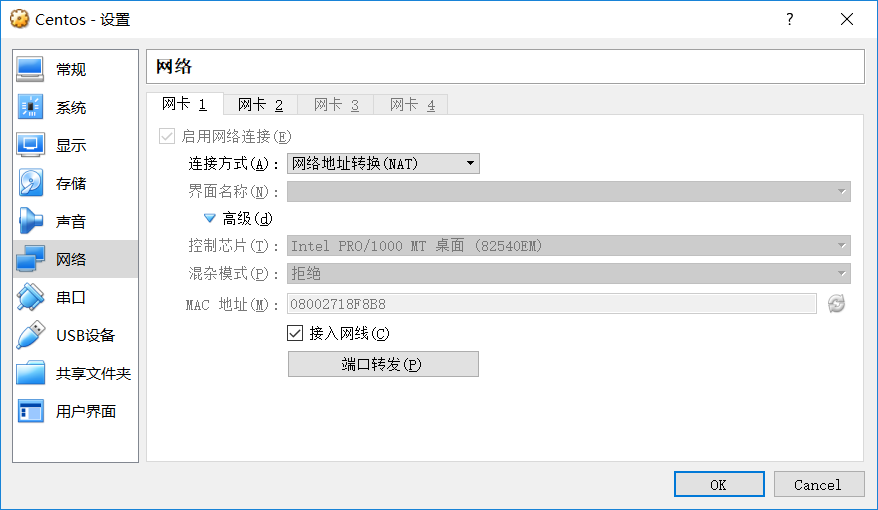 Centos - 设置
?
常规
系统
显示
存储
声音
网络
串口
USB设备
共享文件夹
用户界面
网络
网卡 1 网卡 2 网卡 3 网卡 4
启用网络连接(E)
连接方式(A): 网络地址转换(NAT)
界面名称(N):
高级(d)
控制芯片(T): Intel PRO/1000 MT 桌面 (82540EM)
混杂模式(P): 拒绝
MAC 地址(M): 08002718F8B8
接入网线(C)
端口转发(P)
OK Cancel